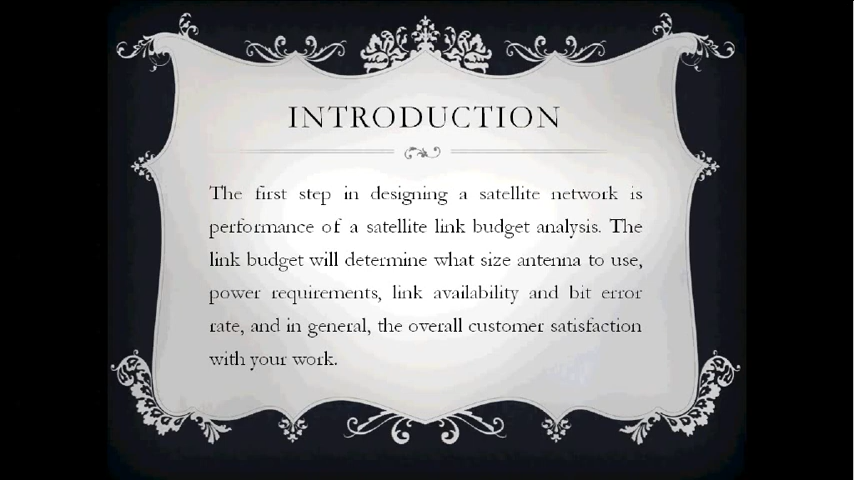 INTRODUCTION
The first step in designing a satellite network is
performance of a satellite link budget analysis. The
link budget will determine what size antenna to use,
power requirements, link availability and bit error
rate, and in general, the overall customer satisfaction
with your work.